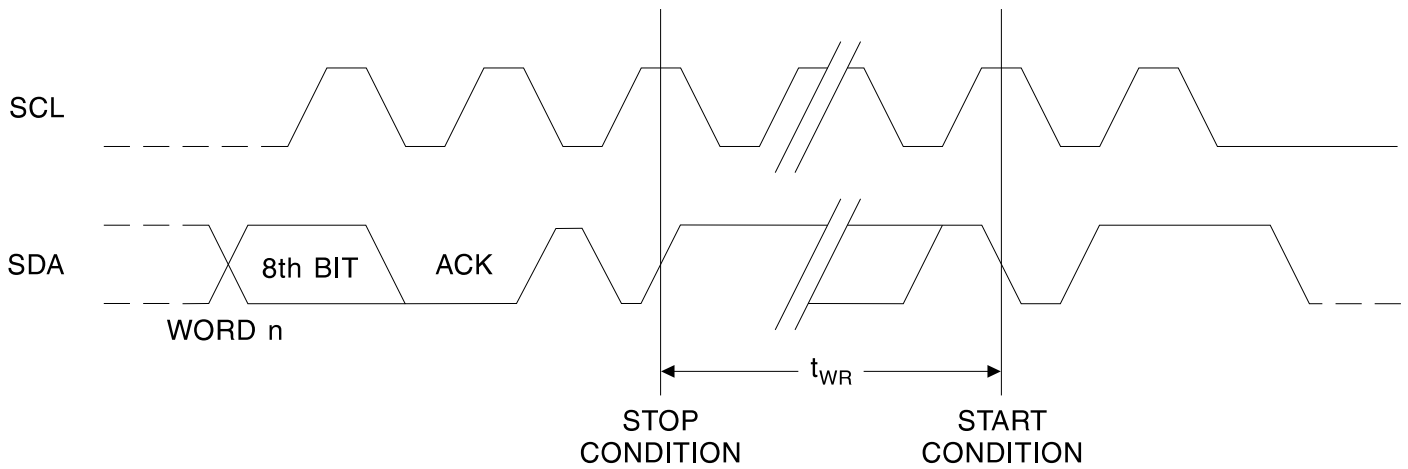 SCL
SDA
8th BIT
ACK
WORD n
tWR
STOP
CONDITION
START
CONDITION